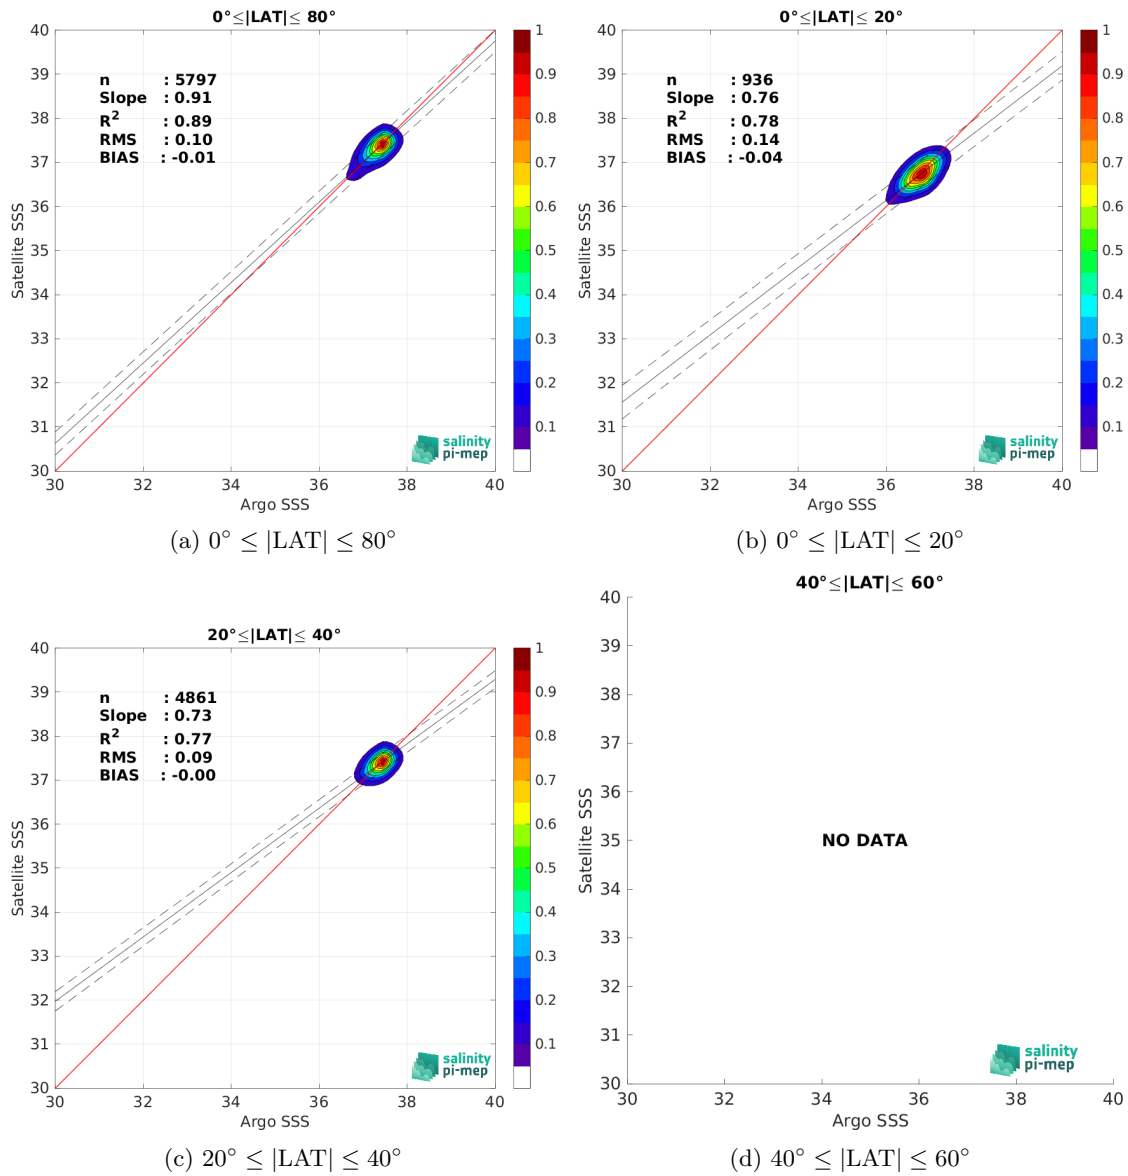 0°≤|LAT|≤ 80°
40
39
38
37
36
35
34
33
32
31
30
Satellite SSS
n : 5797
Slope : 0.91
R² : 0.89
RMS : 0.10
BIAS : -0.01
salinity
pi-mep
30 32 34 36 38 40
Argo SSS
1
0.9
0.8
0.7
0.6
0.5
0.4
0.3
0.2
0.1
(a) 0° ≤ |LAT| ≤ 80°
0°≤|LAT|≤ 20°
40
39
38
37
36
35
34
33
32
31
30
Satellite SSS
n : 936
Slope : 0.76
R² : 0.78
RMS : 0.14
BIAS : -0.04
salinity
pi-mep
30 32 34 36 38 40
Argo SSS
1
0.9
0.8
0.7
0.6
0.5
0.4
0.3
0.2
0.1
(b) 0° ≤ |LAT| ≤ 20°
20°≤|LAT|≤ 40°
40
39
38
37
36
35
34
33
32
31
30
Satellite SSS
n : 4861
Slope : 0.73
R² : 0.77
RMS : 0.09
BIAS : -0.00
salinity
pi-mep
30 32 34 36 38 40
Argo SSS
1
0.9
0.8
0.7
0.6
0.5
0.4
0.3
0.2
0.1
(c) 20° ≤ |LAT| ≤ 40°
40°≤|LAT|≤ 60°
40
39
38
37
36
35
34
33
32
31
30
Satellite SSS
NO DATA
salinity
pi-mep
30 32 34 36 38 40
Argo SSS
(d) 40° ≤ |LAT| ≤ 60°